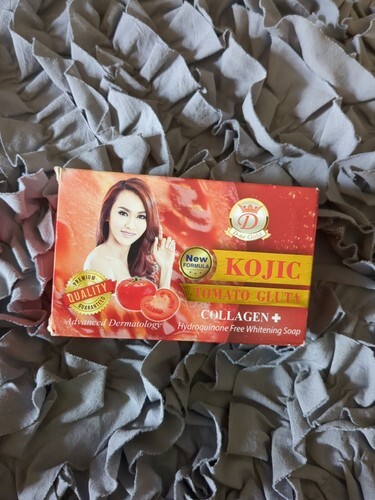 D
New
FORMULA
KOJIC
TOMATO GLUTA
COLLAGEN +
Hydroquinone Free Whitening Soap
PREMIUM
QUALITY
GUARANTEED
Advanced Dermatology